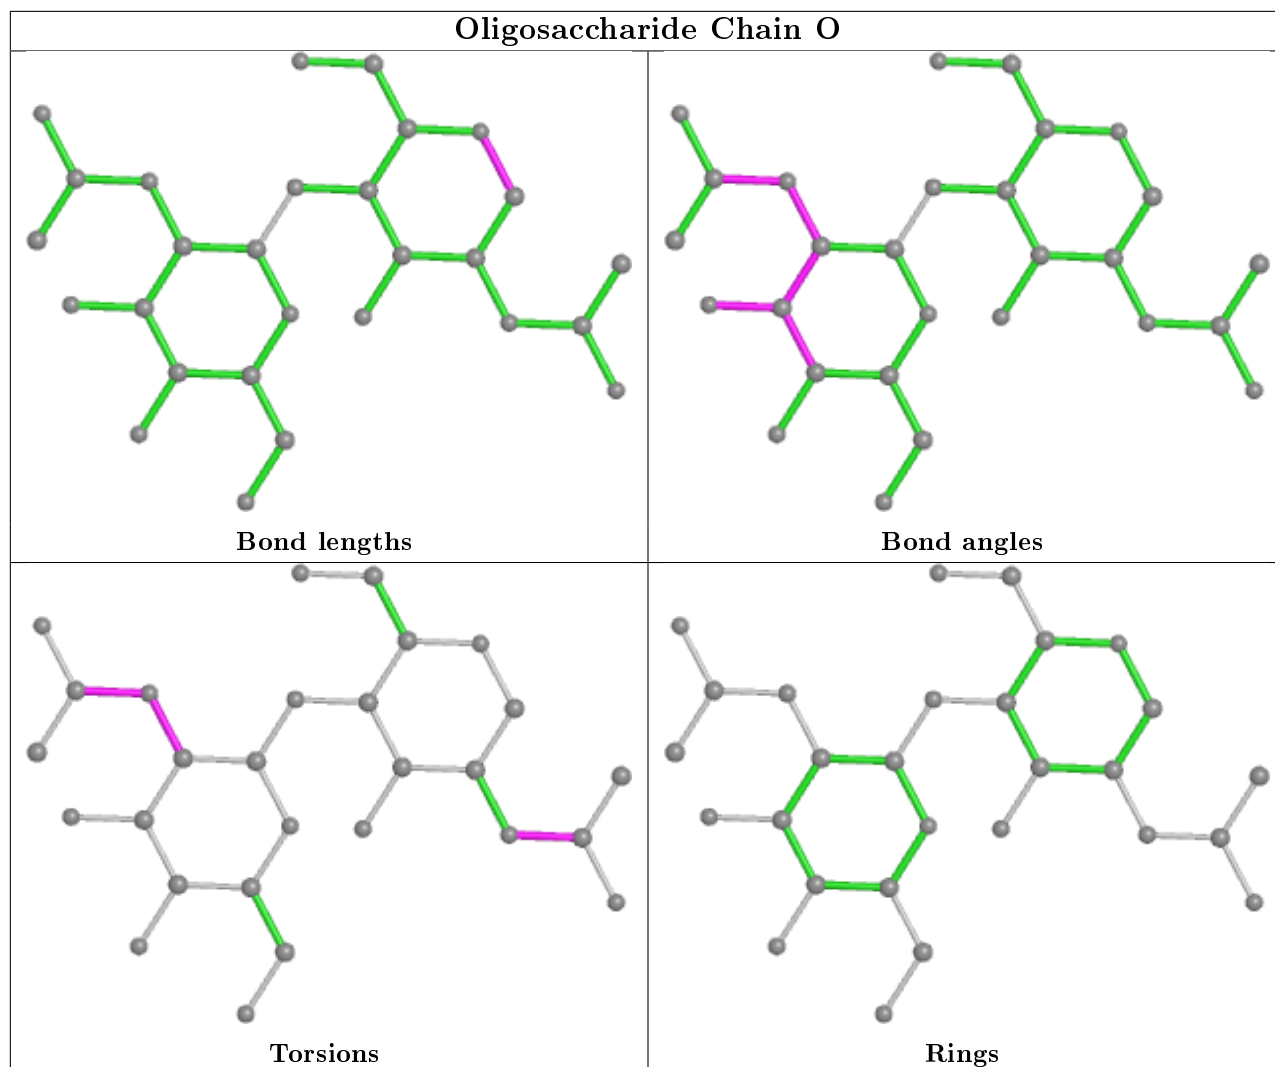 Oligosaccharide Chain O
Bond lengths
Bond angles
Torsions
Rings